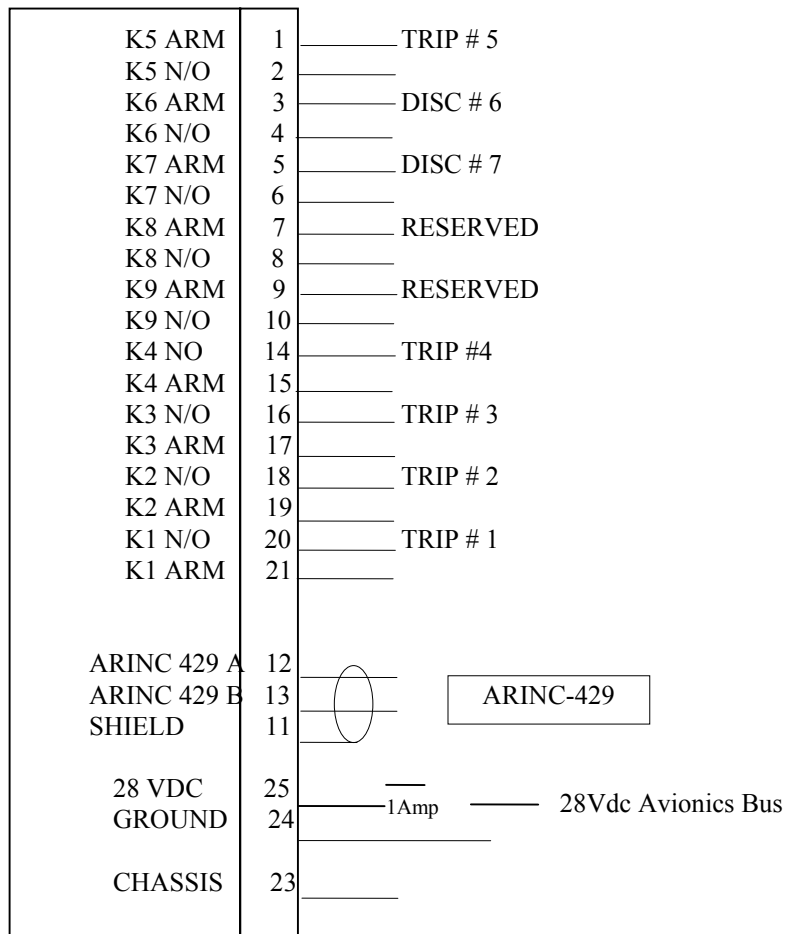 K5 ARM 1 TRIP # 5
K5 N/O 2
K6 ARM 3 DISC # 6
K6 N/O 4
K7 ARM 5 DISC # 7
K7 N/O 6
K8 ARM 7 RESERVED
K8 N/O 8
K9 ARM 9 RESERVED
K9 N/O 10
K4 NO 14 TRIP #4
K4 ARM 15
K3 N/O 16 TRIP # 3
K3 ARM 17
K2 N/O 18 TRIP # 2
K2 ARM 19
K1 N/O 20 TRIP # 1
K1 ARM 21
ARINC 429 A 12
ARINC 429 B 13 ARINC-429
SHIELD 11
28 VDC 25
1Amp 28Vdc Avionics Bus
GROUND 24
CHASSIS 23